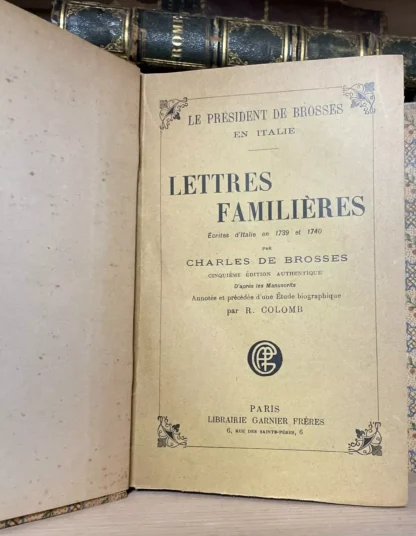 ROME
LE PRÉSIDENT DE BROSSES
EN ITALIE
LETTRES
FAMILIÈRES
Écrites d'Italie en 1739 et 1740
PAR
CHARLES DE BROSSES
CINQUIÈME ÉDITION AUTHENTIQUE
D'après les Manuscrits
Annotée et précédée d'une Étude biographique
par R. COLOMB
PARIS
LIBRAIRIE GARNIER FRÈRES
6, RUE DES SAINTS-PÈRES, 6